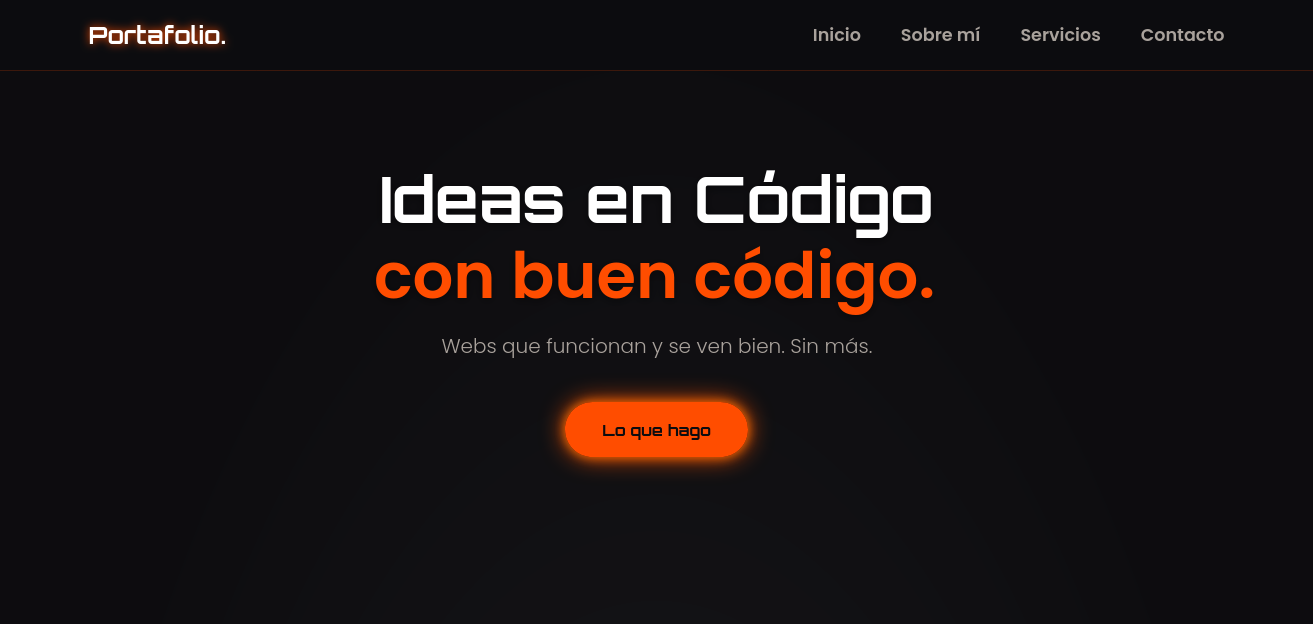 Portafolio.
Inicio Sobre mí Servicios Contacto
Ideas en Código
con buen código.
Webs que funcionan y se ven bien. Sin más.
Lo que hago